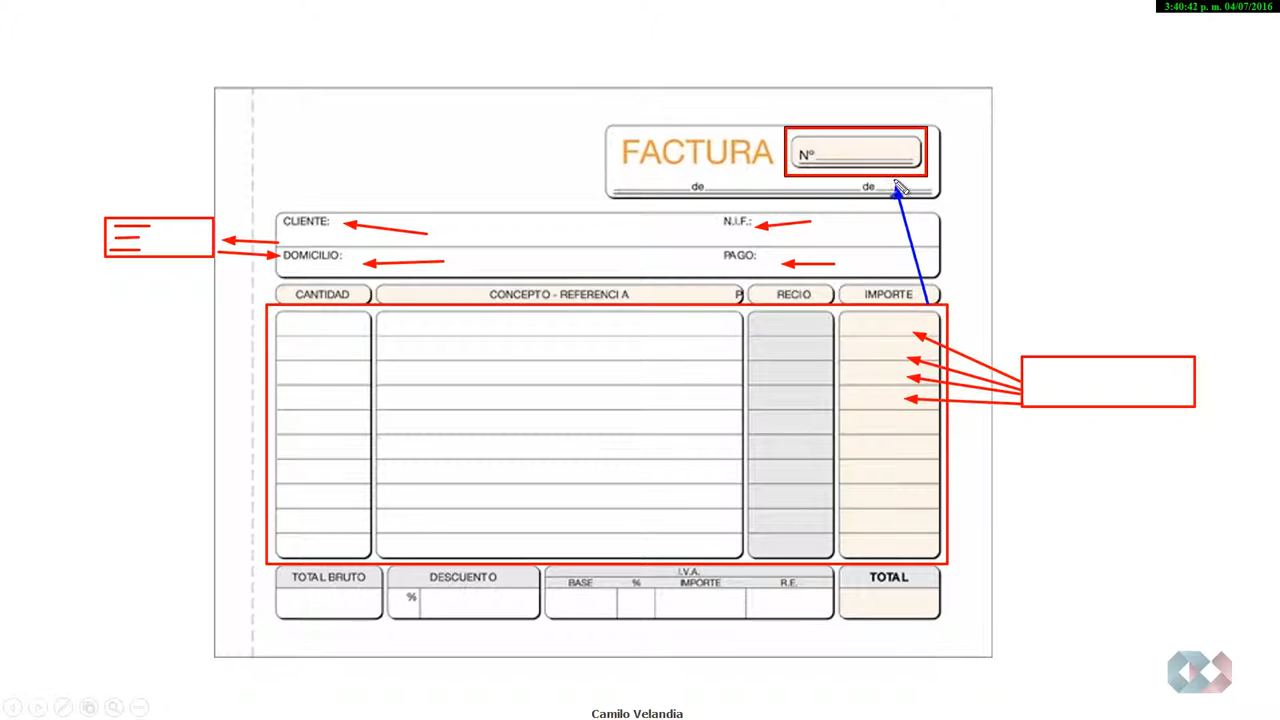 3:40:42 p. m. 04/07/2016
FACTURA
Nº
de de
CLIENTE: N.I.F.:
DOMICILIO: PAGO:
CANTIDAD CONCEPTO - REFERENCI A P RECIO IMPORTE
TOTAL BRUTO DESCUENTO I.V.A. TOTAL
BASE % IMPORTE R.E.
%
Camilo Velandia